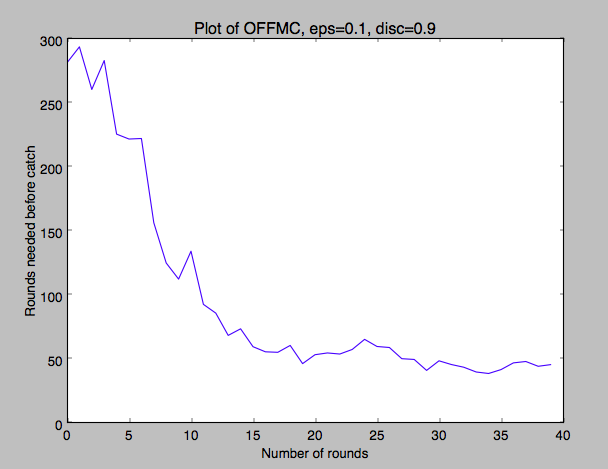 Plot of OFFMC, eps=0.1, disc=0.9
300
250
200
150
100
50
0
Rounds needed before catch
0 5 10 15 20 25 30 35 40
Number of rounds